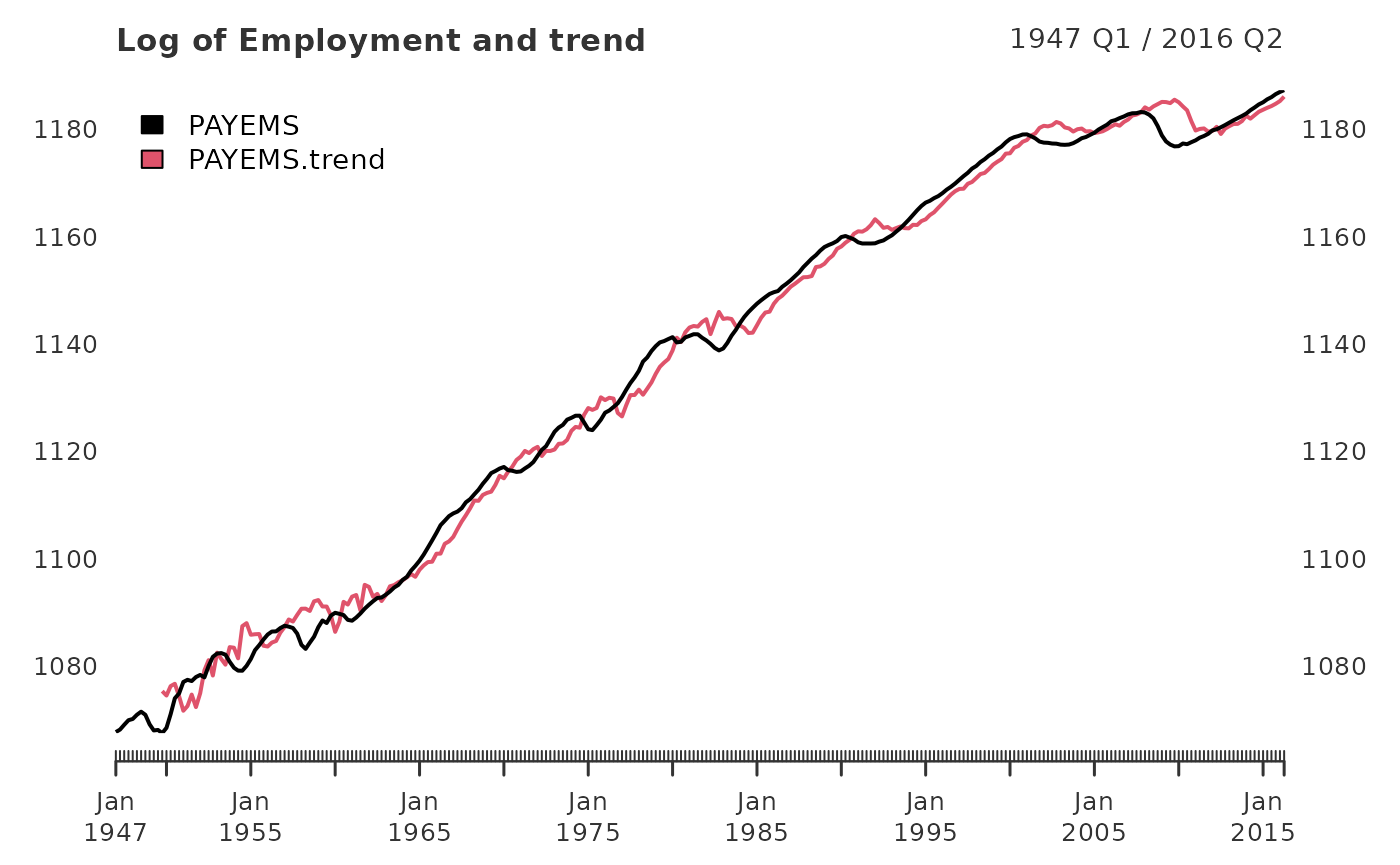 Log of Employment and trend
1947 Q1 / 2016 Q2
PAYEMS
PAYEMS.trend
1180
1160
1140
1120
1100
1080
1180
1160
1140
1120
1100
1080
Jan
1947
Jan
1955
Jan
1965
Jan
1975
Jan
1985
Jan
1995
Jan
2005
Jan
2015